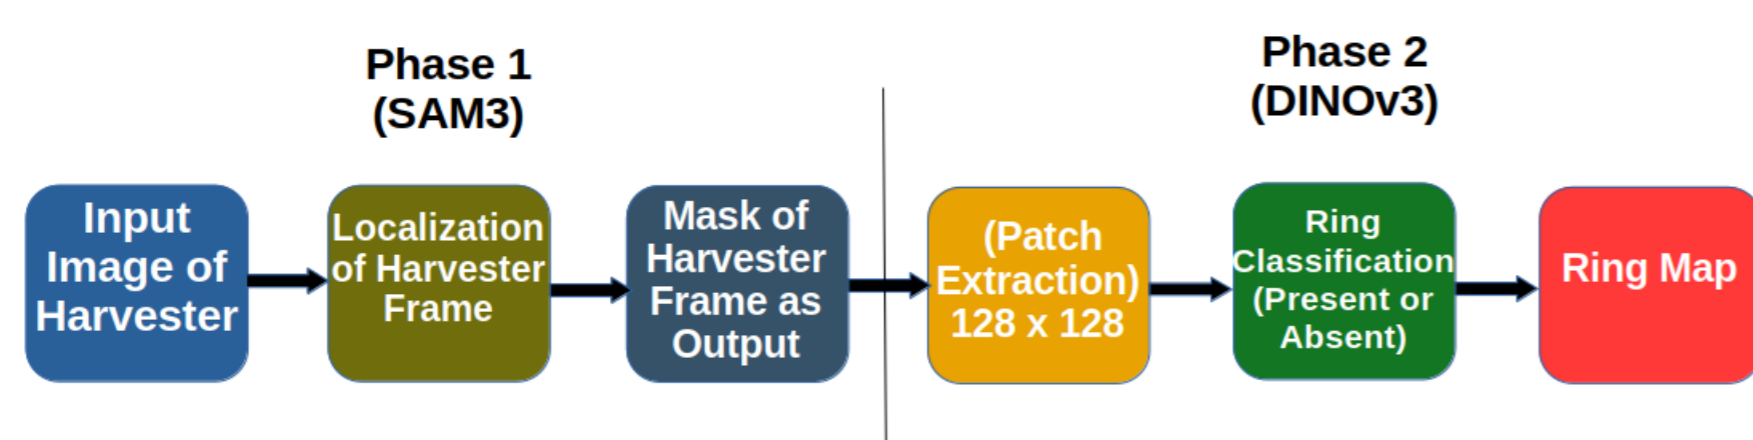 Phase 1
(SAM3)
Phase 2
(DINOv3)
Input
Image of
Harvester
Localization
of Harvester
Frame
Mask of
Harvester
Frame as
Output
(Patch
Extraction)
128 x 128
Ring
Classification
(Present or
Absent)
Ring Map